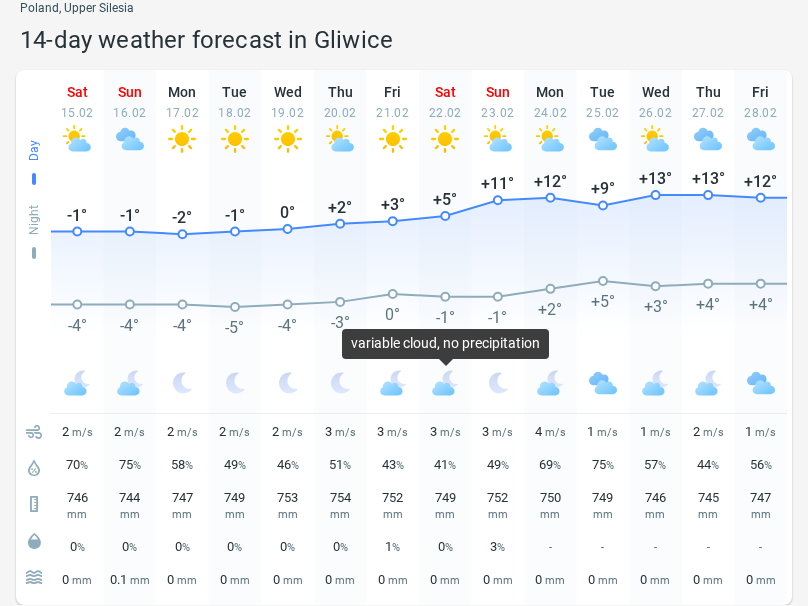 Poland, Upper Silesia
14-day weather forecast in Gliwice
Sat Sun Mon Tue Wed Thu Fri Sat Sun Mon Tue Wed Thu Fri
15.02 16.02 17.02 18.02 19.02 20.02 21.02 22.02 23.02 24.02 25.02 26.02 27.02 28.02
Day
-1° -1° -2° -1° 0° +2° +3° +5° +11° +12° +9° +13° +13° +12°
Night
-4° -4° -4° -5° -4° -3° 0° -1° -1° +2° +5° +3° +4° +4°
variable cloud, no precipitation
2 m/s 2 m/s 2 m/s 2 m/s 2 m/s 3 m/s 3 m/s 3 m/s 3 m/s 4 m/s 1 m/s 1 m/s 2 m/s 1 m/s
70% 75% 58% 49% 46% 51% 43% 41% 49% 69% 75% 57% 44% 56%
746 744 747 749 753 754 752 749 752 750 749 746 745 747
mm mm mm mm mm mm mm mm mm mm mm mm mm mm
0% 0% 0% 0% 0% 0% 1% 0% 3% - - - - -
0 mm 0.1 mm 0 mm 0 mm 0 mm 0 mm 0 mm 0 mm 0 mm 0 mm 0 mm 0 mm 0 mm 0 mm